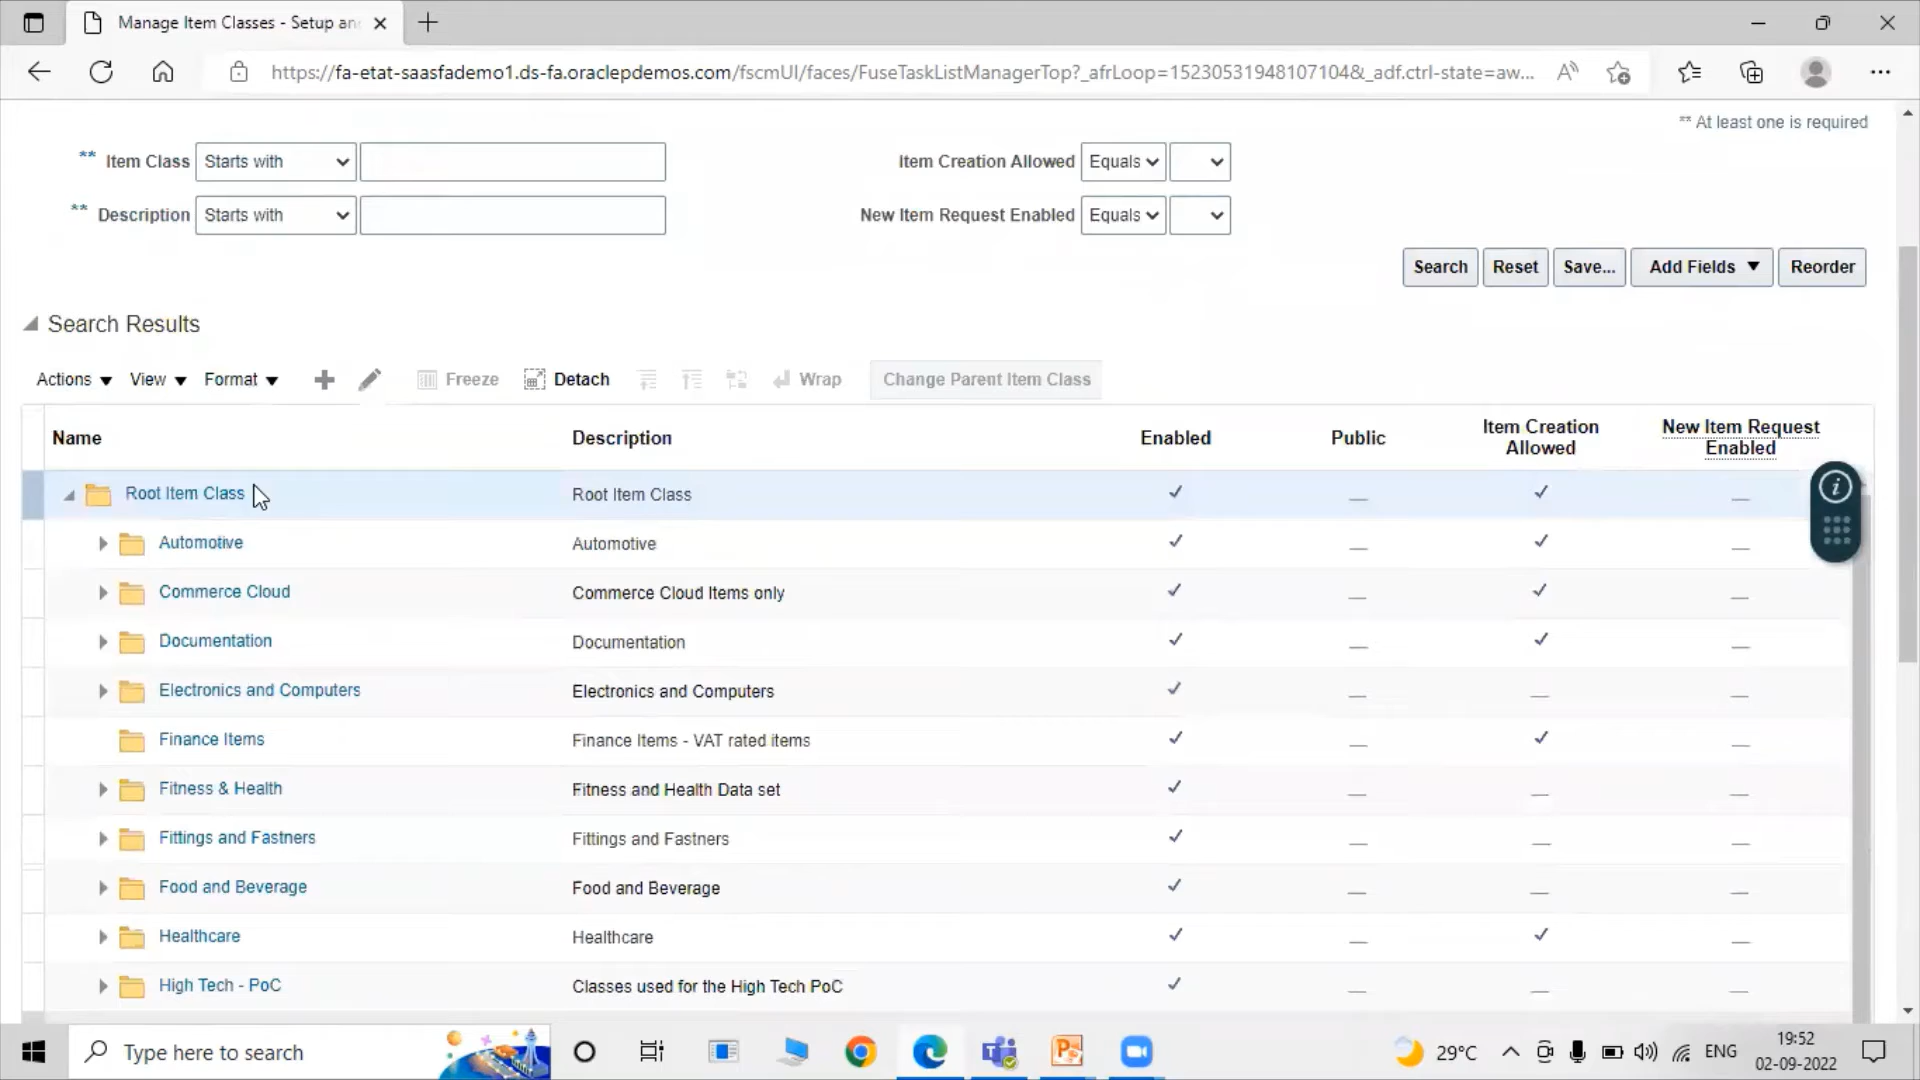 Manage Item Classes - Setup an
https://fa-etat-saasfademo1.ds-fa.oraclepdemos.com/fscmUI/faces/FuseTaskListManagerTop?_afrLoop=15230531948107104&_adf.ctrl-state=aw...
** At least one is required
** Item Class Starts with Item Creation Allowed Equals
** Description Starts with New Item Request Enabled Equals
Search Reset Save... Add Fields Reorder
Search Results
Actions View Format Freeze Detach Wrap Change Parent Item Class
Name Description Enabled Public Item Creation Allowed New Item Request Enabled
Root Item Class Root Item Class
Automotive Automotive
Commerce Cloud Commerce Cloud Items only
Documentation Documentation
Electronics and Computers Electronics and Computers
Finance Items Finance Items - VAT rated items
Fitness & Health Fitness and Health Data set
Fittings and Fastners Fittings and Fastners
Food and Beverage Food and Beverage
Healthcare Healthcare
High Tech - PoC Classes used for the High Tech PoC
Type here to search 29°C ENG 19:52
02-09-2022